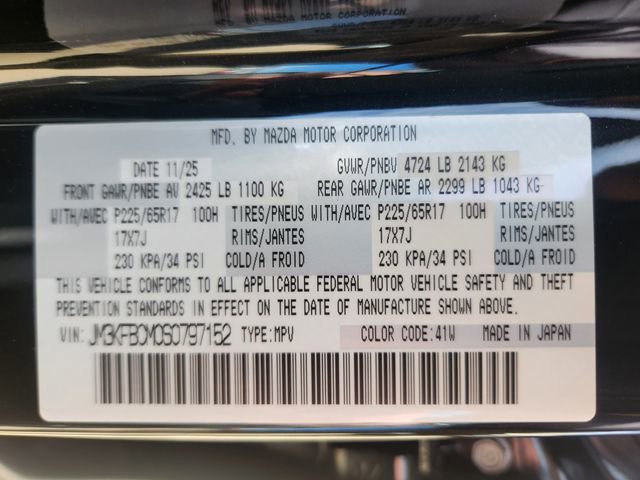 MFD. BY MAZDA MOTOR CORPORATION
DATE 11/25 GVWR/PNBV 4724 LB 2143 KG
FRONT GAWR/PNBE AV 2425 LB 1100 KG REAR GAWR/PNBE AR 2299 LB 1043 KG
WITH/AVEC P225/65R17 100H TIRES/PNEUS WITH/AVEC P225/65R17 100H TIRES/PNEUS
17X7J RIMS/JANTES 17X7J RIMS/JANTES
230 KPA/34 PSI COLD/A FROID 230 KPA/34 PSI COLD/A FROID
THIS VEHICLE CONFORMS TO ALL APPLICABLE FEDERAL MOTOR VEHICLE SAFETY AND THEFT
PREVENTION STANDARDS IN EFFECT ON THE DATE OF MANUFACTURE SHOWN ABOVE.
VIN: JM3KFBCM0S0797152 TYPE: MPV COLOR CODE: 41W MADE IN JAPAN